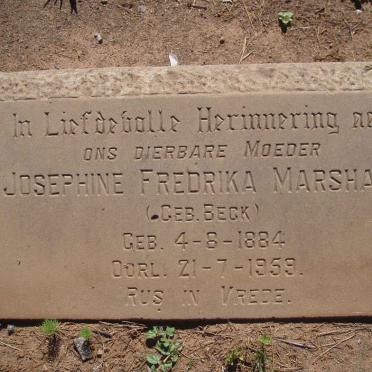 In Liefdevolle Herinnering ae
ons dierbare Moeder
Josephine Fredrika Marsha
(Geb. Beck)
Geb. 4-8-1884
Oorl. 21-7-1959.
Rus in Vrede.